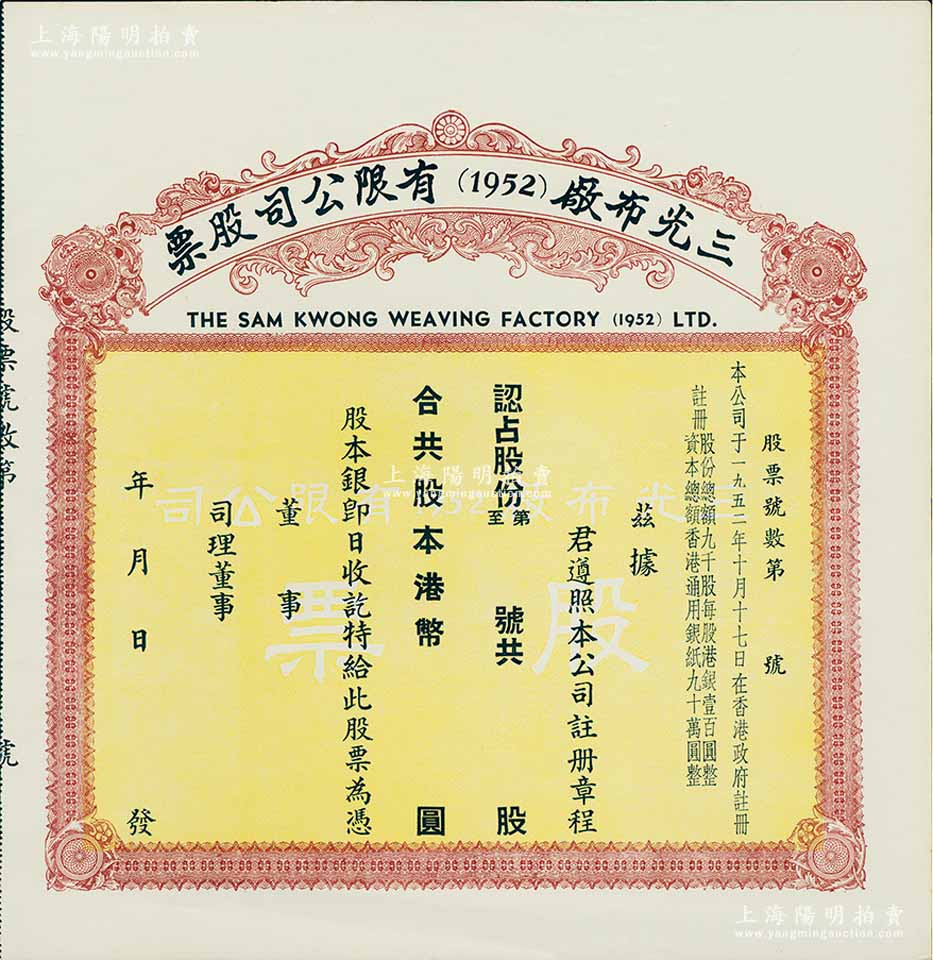 上海陽明拍賣
www.yangmingauction.com
三光布廠（1952）有限公司股票
THE SAM KWONG WEAVING FACTORY (1952) LTD.
股票號數第 號
本公司于一九五二年十月十七日在香港政府註冊
註冊股份總額九千股每股港銀壹百圓整
資本總額香港通用銀紙九十萬圓整
茲據
君遵照本公司註册章程
認占股份第至 號共 股
合共股本港幣 圓
股本銀卽日收訖特給此股票為憑
董事
司理董事
年月日 發
三光布廠1952有限公司
股票
股票號數第 號
上海陽明拍賣
www.yangmingauction.com
上海陽明拍賣
www.yangmingauction.com